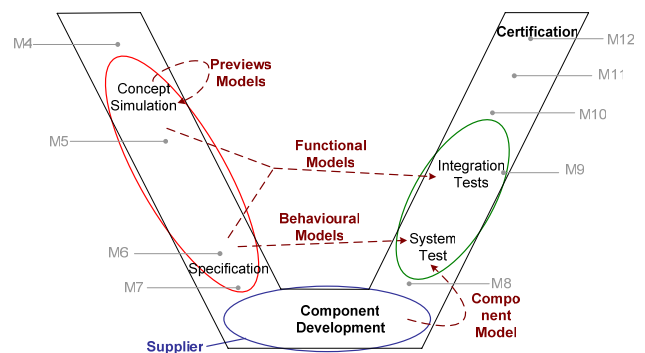 Certification
M4
M12
Previews
Models
M11
Concept
Simulation
M10
M5
Functional
Models
Integration
Tests
M9
Behavioural
Models
System
Test
M6
Specification
M7
M8
Component
Development
Compo
nent
Model
Supplier